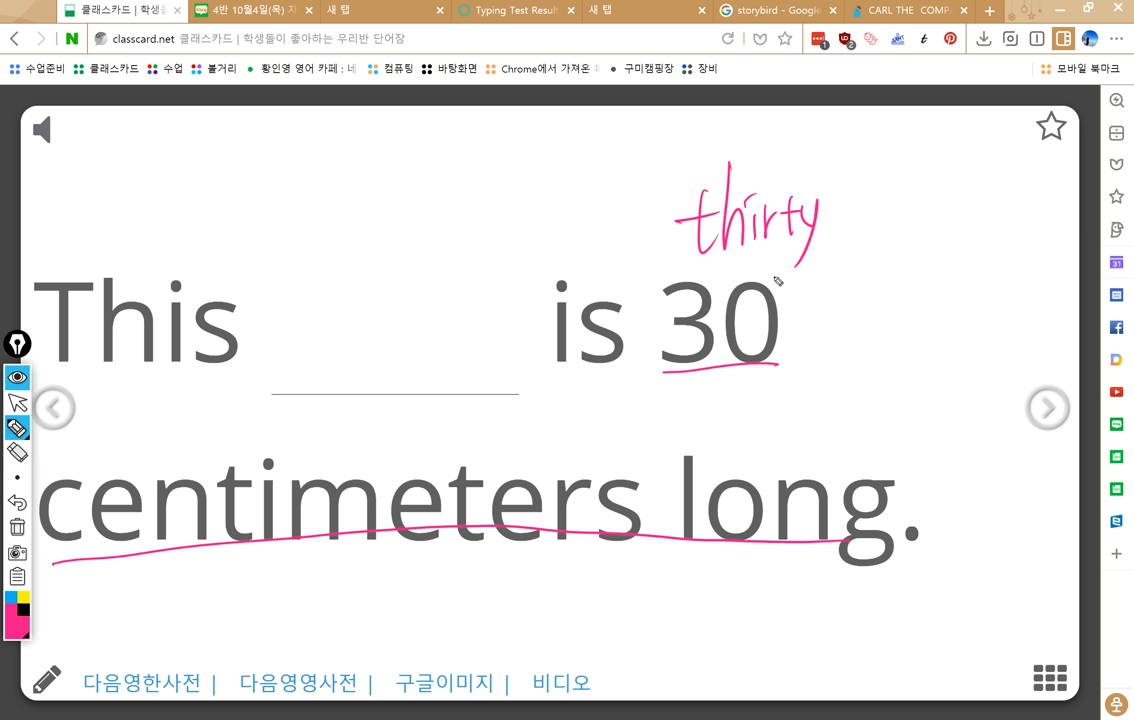 클래스카드 | 학생들
4반 10월4일(목) 지
새 탭
Typing Test Resul
새 탭
storybird - Google
CARL THE COMP
classcard.net 클래스카드 | 학생들이 좋아하는 우리반 단어장
수업준비 클래스카드 수업 볼거리 황인영 영어 카페 : 네 컴퓨팅 바탕화면 Chrome에서 가져온 구미캠핑장 장비 모바일 북마크
thirty
This ________ is 30
centimeters long.
다음영한사전 | 다음영영사전 | 구글이미지 | 비디오